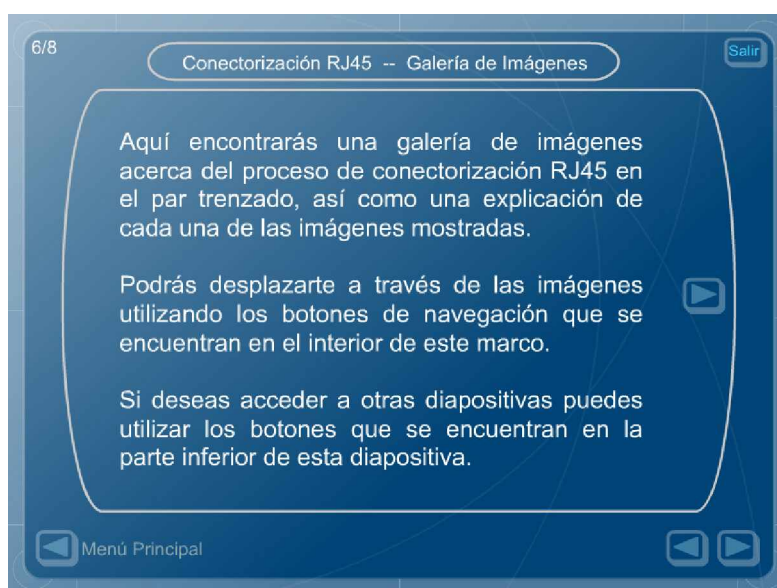 6/8
Conectorización RJ45 -- Galería de Imágenes
Salir
Aquí encontrarás una galería de imágenes
acerca del proceso de conectorización RJ45 en
el par trenzado, así como una explicación de
cada una de las imágenes mostradas.
Podrás desplazarte a través de las imágenes
utilizando los botones de navegación que se
encuentran en el interior de este marco.
Si deseas acceder a otras diapositivas puedes
utilizar los botones que se encuentran en la
parte inferior de esta diapositiva.
Menú Principal